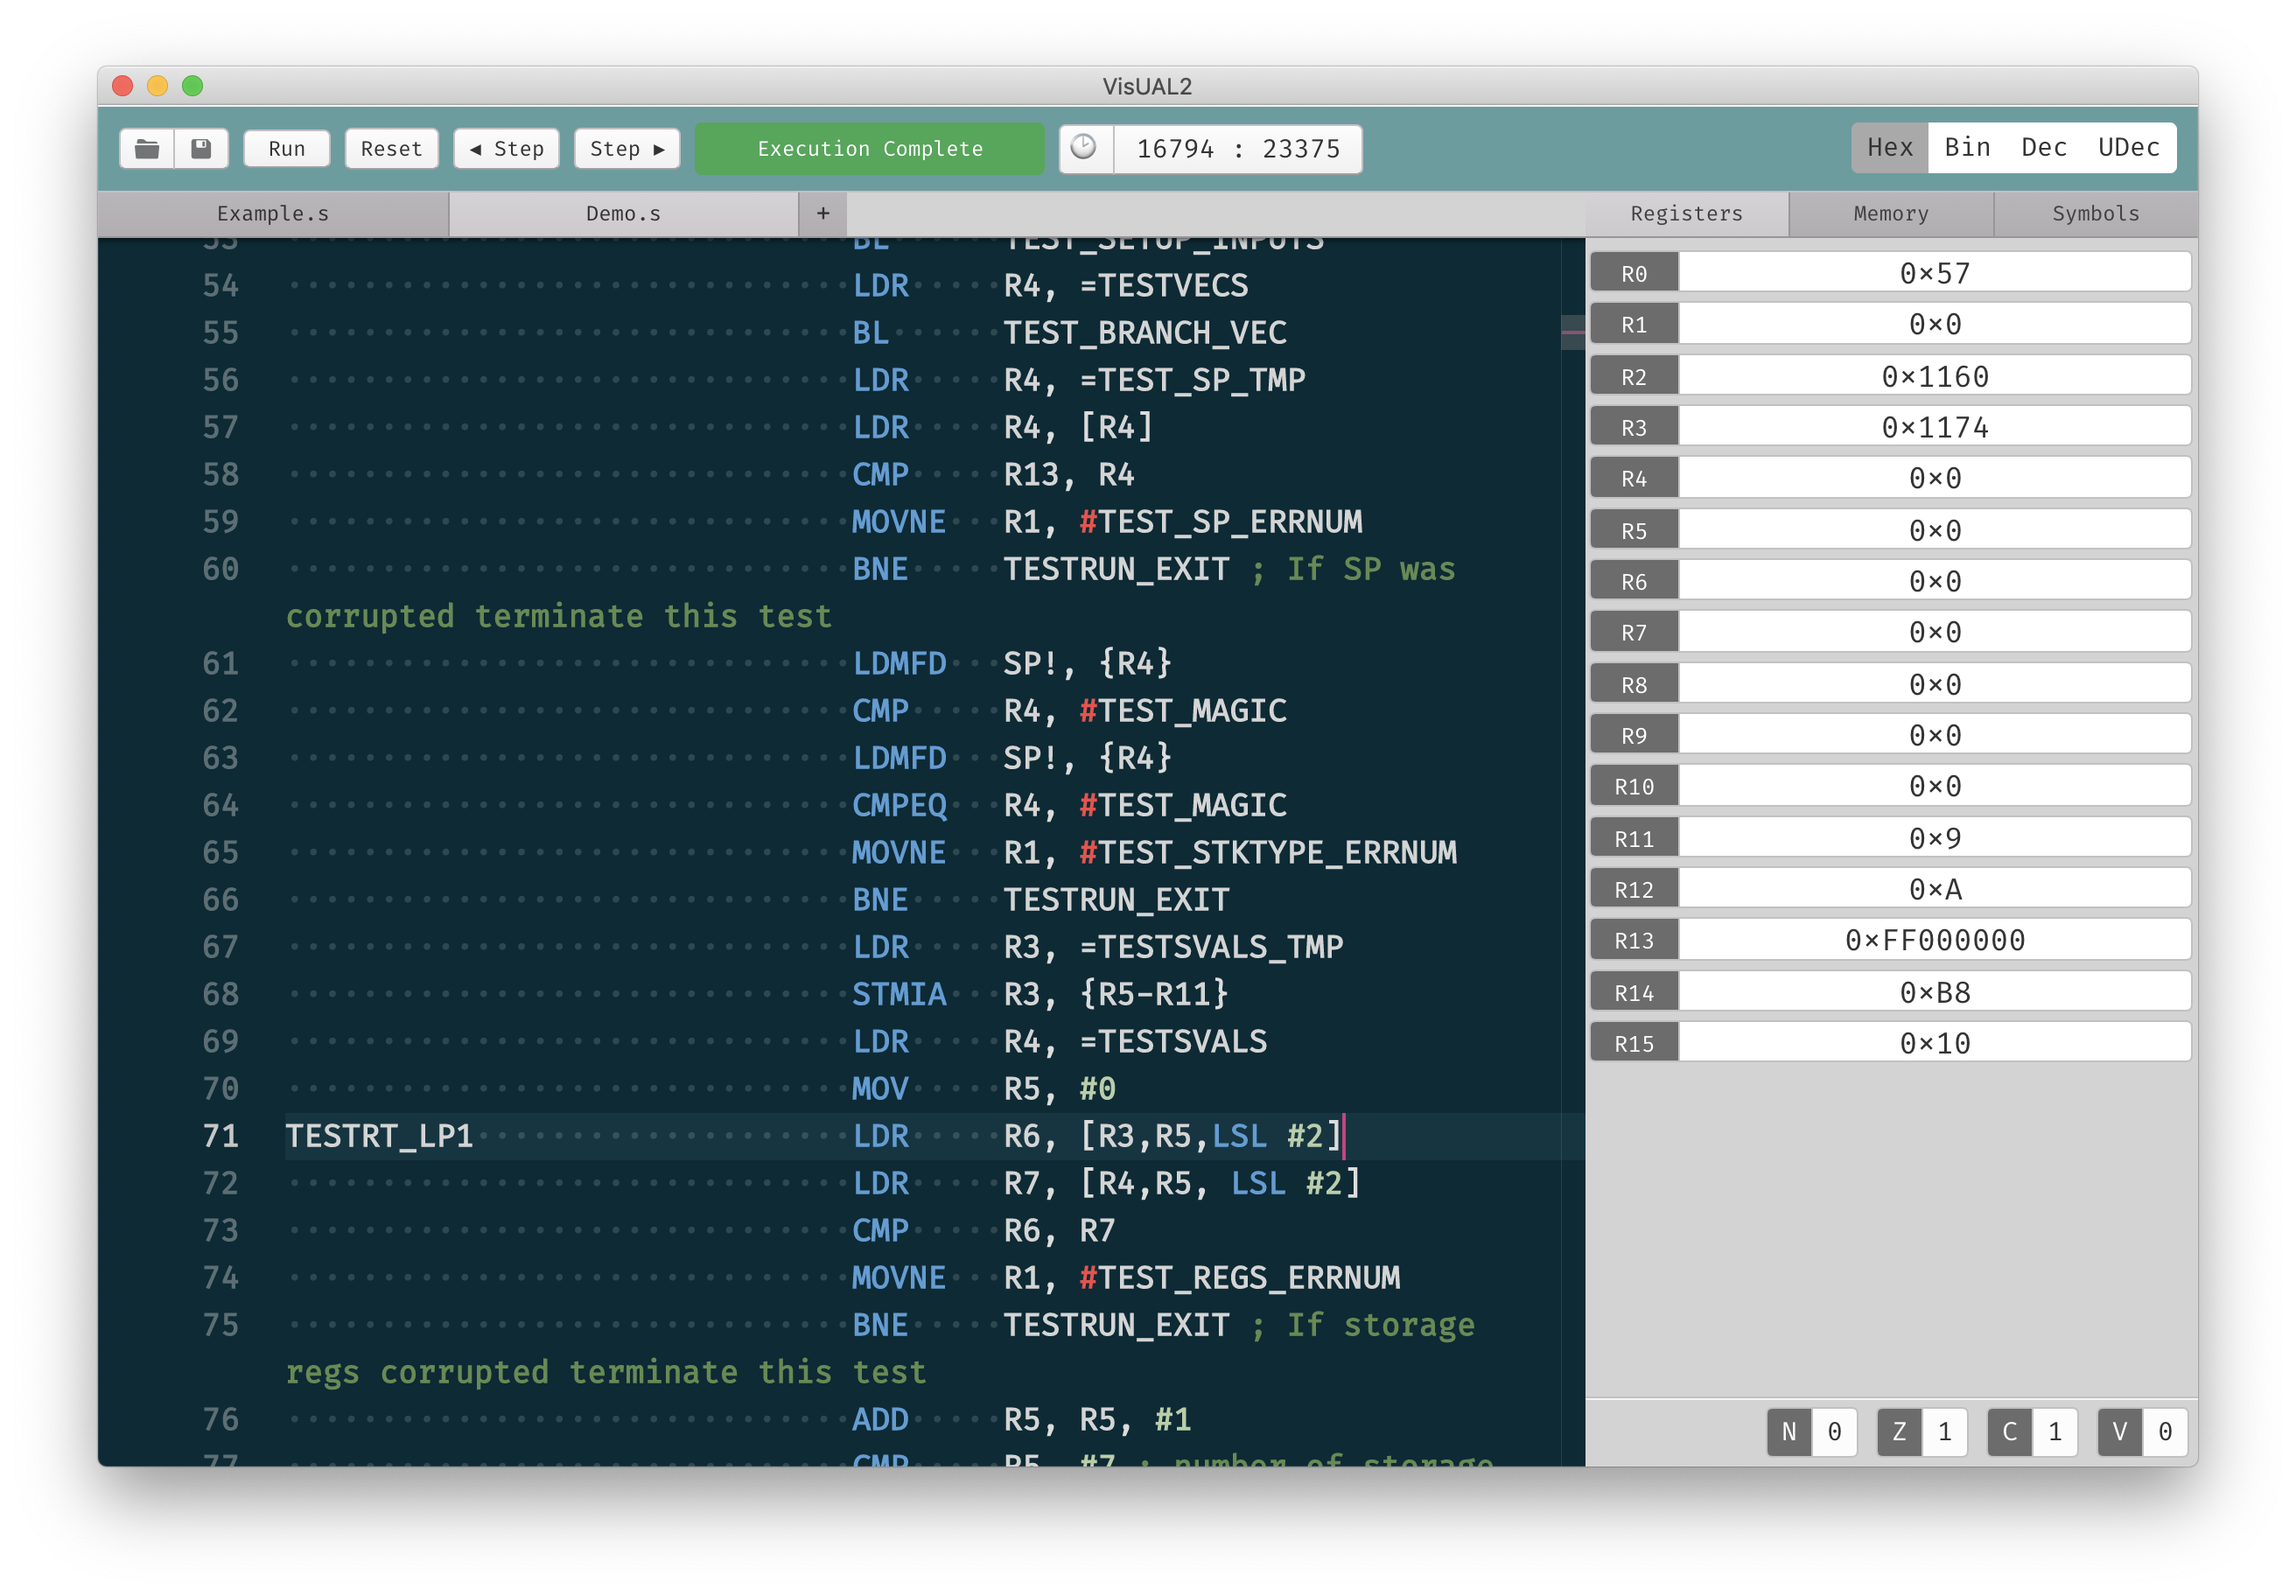 VisUAL2
Run Reset ◂ Step Step ▸ Execution Complete 16794 : 23375 Hex Bin Dec UDec
Example.s Demo.s + Registers Memory Symbols
53 BL TEST_SETUP_INPUTS
54 LDR R4, =TESTVECS
55 BL TEST_BRANCH_VEC
56 LDR R4, =TEST_SP_TMP
57 LDR R4, [R4]
58 CMP R13, R4
59 MOVNE R1, #TEST_SP_ERRNUM
60 BNE TESTRUN_EXIT ; If SP was
corrupted terminate this test
61 LDMFD SP!, {R4}
62 CMP R4, #TEST_MAGIC
63 LDMFD SP!, {R4}
64 CMPEQ R4, #TEST_MAGIC
65 MOVNE R1, #TEST_STKTYPE_ERRNUM
66 BNE TESTRUN_EXIT
67 LDR R3, =TESTSVALS_TMP
68 STMIA R3, {R5-R11}
69 LDR R4, =TESTSVALS
70 MOV R5, #0
71 TESTRT_LP1 LDR R6, [R3,R5,LSL #2]
72 LDR R7, [R4,R5, LSL #2]
73 CMP R6, R7
74 MOVNE R1, #TEST_REGS_ERRNUM
75 BNE TESTRUN_EXIT ; If storage
regs corrupted terminate this test
76 ADD R5, R5, #1
77 CMP R5, #7 ; number of storage
R0 0×57
R1 0×0
R2 0×1160
R3 0×1174
R4 0×0
R5 0×0
R6 0×0
R7 0×0
R8 0×0
R9 0×0
R10 0×0
R11 0×9
R12 0×A
R13 0×FF000000
R14 0×B8
R15 0×10
N 0 Z 1 C 1 V 0